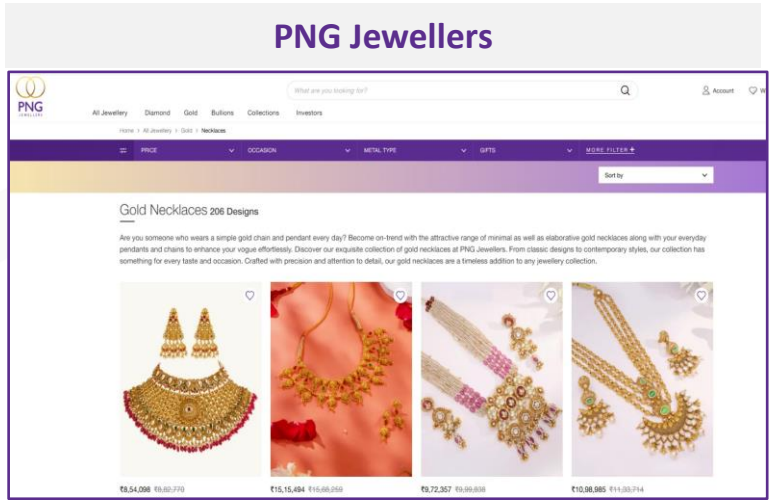 PNG Jewellers
PNG
JEWELLERS
What are you looking for?
Account
W
All Jewellery Diamond Gold Bullions Collections Investors
Home > All Jewellery > Gold > Necklaces
PRICE OCCASION METAL TYPE GIFTS MORE FILTER +
Sort by
Gold Necklaces 206 Designs
Are you someone who wears a simple gold chain and pendant every day? Become on-trend with the attractive range of minimal as well as elaborative gold necklaces along with your everyday
pendants and chains to enhance your vogue effortlessly. Discover our exquisite collection of gold necklaces at PNG Jewellers. From classic designs to contemporary styles, our collection has
something for every taste and occasion. Crafted with precision and attention to detail, our gold necklaces are a timeless addition to any jewellery collection.
₹8,54,098 ₹9,82,770 ₹15,15,494 ₹15,68,259 ₹9,72,357 ₹9,99,838 ₹10,98,985 ₹11,33,714